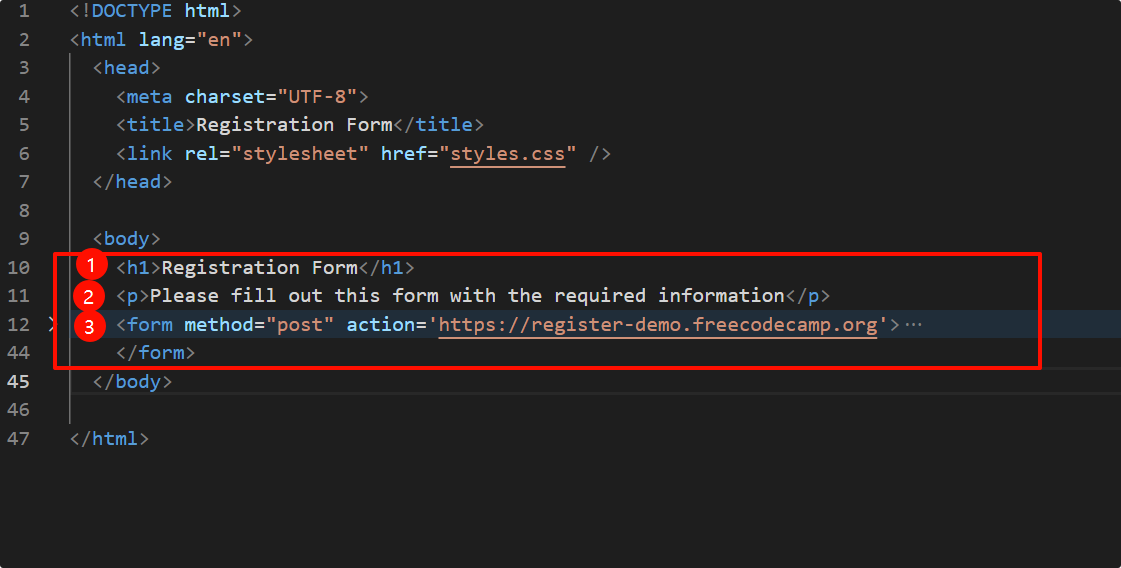 1 <!DOCTYPE html>
2 <html lang="en">
3 <head>
4 <meta charset="UTF-8">
5 <title>Registration Form</title>
6 <link rel="stylesheet" href="styles.css" />
7 </head>
8
9 <body>
10 1 <h1>Registration Form</h1>
11 2 <p>Please fill out this form with the required information</p>
12 > 3 <form method="post" action='https://register-demo.freecodecamp.org'>⋯
44 </form>
45 </body>
46
47 </html>